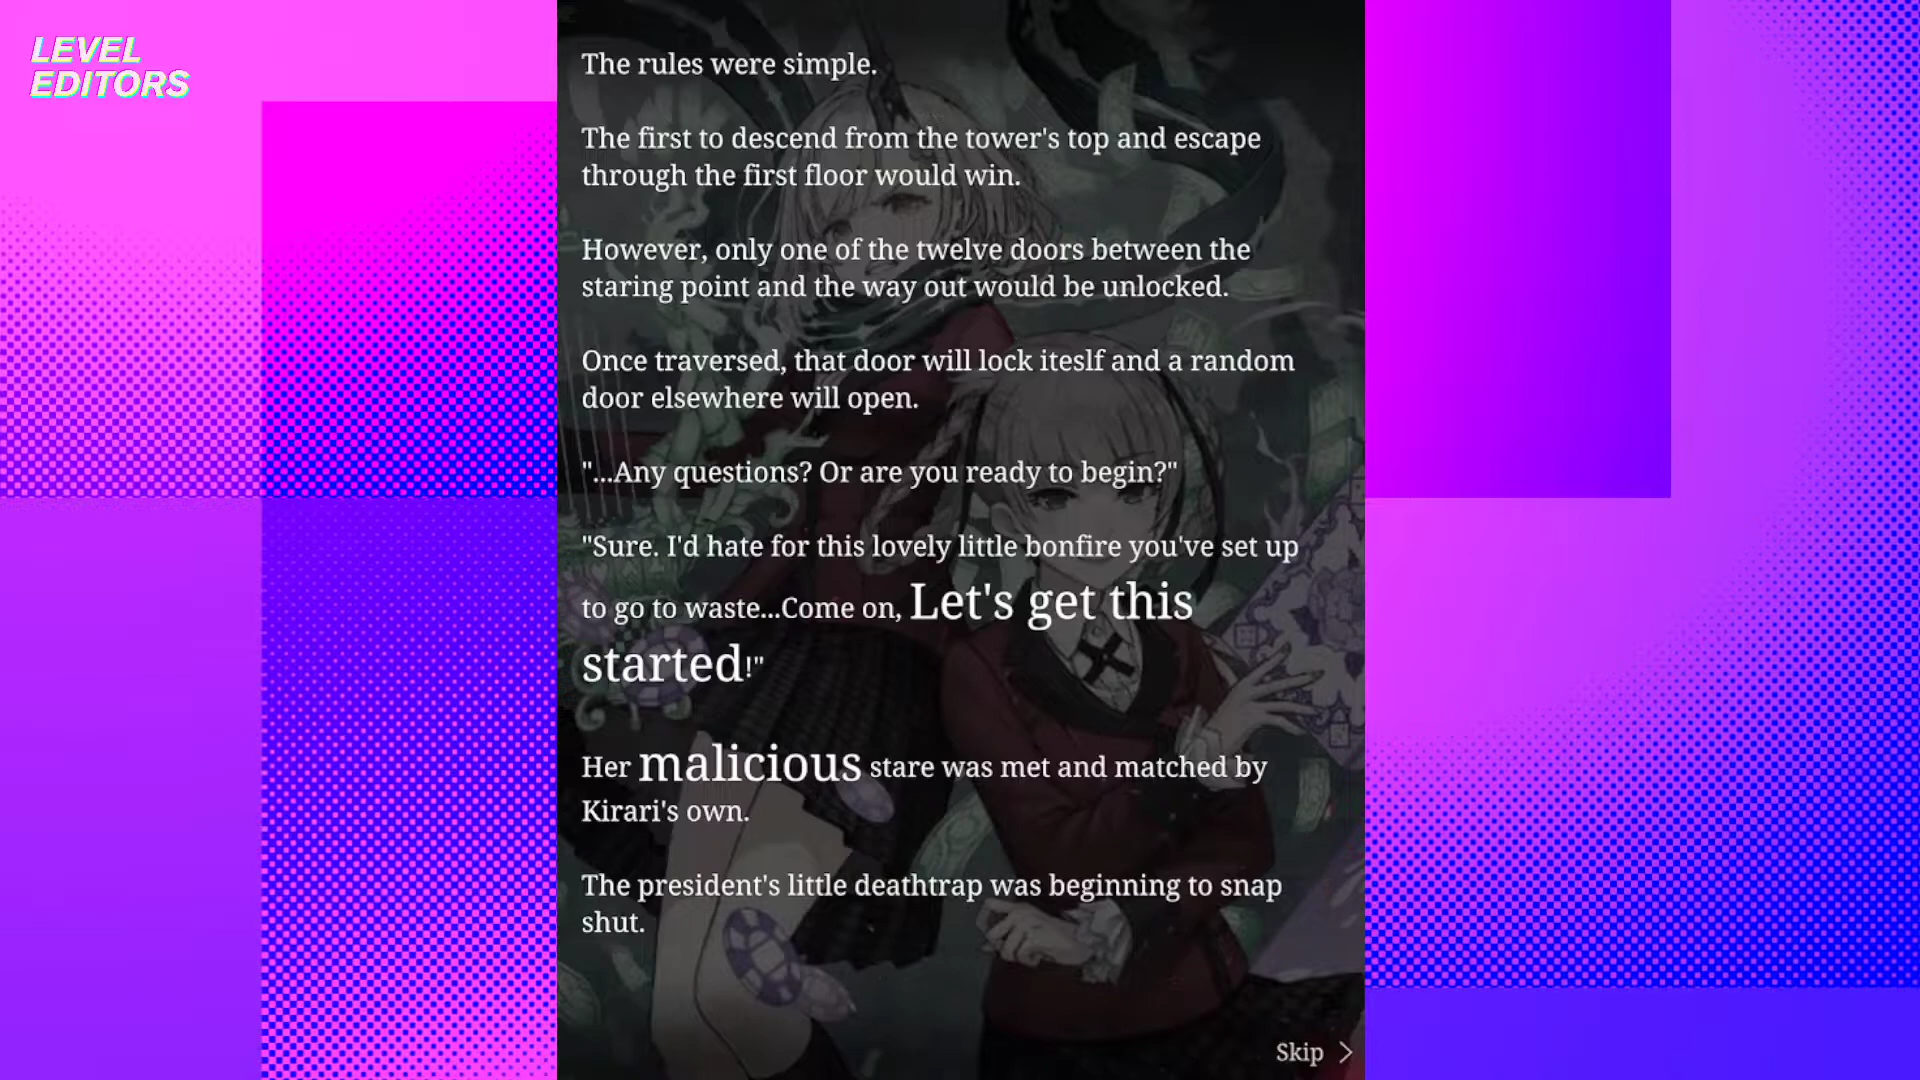 LEVEL
EDITORS
The rules were simple.
The first to descend from the tower's top and escape
through the first floor would win.
However, only one of the twelve doors between the
staring point and the way out would be unlocked.
Once traversed, that door will lock iteslf and a random
door elsewhere will open.
"...Any questions? Or are you ready to begin?"
"Sure. I'd hate for this lovely little bonfire you've set up
to go to waste...Come on, Let's get this
started!"
Her malicious stare was met and matched by
Kirari's own.
The president's little deathtrap was beginning to snap
shut.
Skip >